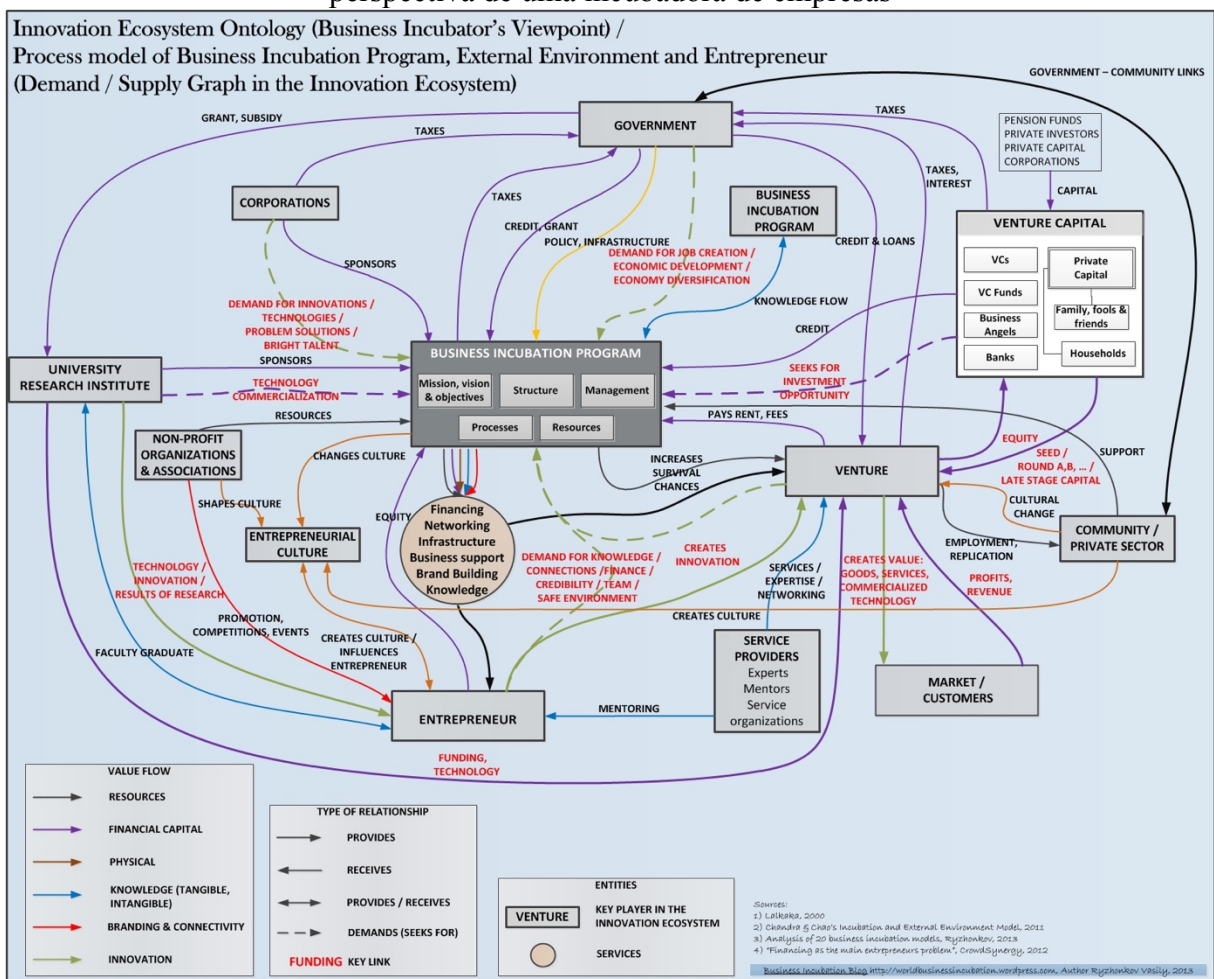 perspectiva de uma incubadora de empresas
Innovation Ecosystem Ontology (Business Incubator's Viewpoint) /
Process model of Business Incubation Program, External Environment and Entrepreneur
(Demand / Supply Graph in the Innovation Ecosystem)
GOVERNMENT – COMMUNITY LINKS
GRANT, SUBSIDY
TAXES
GOVERNMENT
TAXES
PENSION FUNDS
PRIVATE INVESTORS
PRIVATE CAPITAL
CORPORATIONS
TAXES,
INTEREST
CAPITAL
CORPORATIONS
TAXES
BUSINESS
INCUBATION
PROGRAM
CREDIT, GRANT
POLICY, INFRASTRUCTURE
CREDIT & LOANS
DEMAND FOR JOB CREATION /
ECONOMIC DEVELOPMENT /
ECONOMY DIVERSIFICATION
SPONSORS
KNOWLEDGE FLOW
VENTURE CAPITAL
VCs
VC Funds
Business
Angels
Banks
Private
Capital
Family, fools &
friends
Households
DEMAND FOR INNOVATIONS /
TECHNOLOGIES /
PROBLEM SOLUTIONS /
BRIGHT TALENT
CREDIT
UNIVERSITY
RESEARCH INSTITUTE
SPONSORS
TECHNOLOGY
COMMERCIALIZATION
BUSINESS INCUBATION PROGRAM
Mission, vision
& objectives
Structure
Management
Processes
Resources
SEEKS FOR
INVESTMENT
OPPORTUNITY
RESOURCES
PAYS RENT, FEES
NON-PROFIT
ORGANIZATIONS
& ASSOCIATIONS
CHANGES CULTURE
INCREASES
SURVIVAL
CHANCES
VENTURE
EQUITY
SEED /
ROUND A,B, ... /
LATE STAGE CAPITAL
SUPPORT
SHAPES CULTURE
EQUITY
CULTURAL
CHANGE
ENTREPRENEURIAL
CULTURE
Financing
Networking
Infrastructure
Business support
Brand Building
Knowledge
COMMUNITY /
PRIVATE SECTOR
EMPLOYMENT,
REPLICATION
DEMAND FOR KNOWLEDGE /
CONNECTIONS /FINANCE /
CREDIBILITY / TEAM /
SAFE ENVIRONMENT
CREATES
INNOVATION
SERVICES /
EXPERTISE /
NETWORKING
CREATES VALUE:
GOODS, SERVICES,
COMMERCIALIZED
TECHNOLOGY
PROFITS,
REVENUE
TECHNOLOGY /
INNOVATION /
RESULTS OF RESEARCH
PROMOTION,
COMPETITIONS, EVENTS
CREATES CULTURE
FACULTY GRADUATE
CREATES CULTURE /
INFLUENCES
ENTREPRENEUR
SERVICE
PROVIDERS
Experts
Mentors
Service
organizations
MARKET /
CUSTOMERS
ENTREPRENEUR
MENTORING
FUNDING,
TECHNOLOGY
VALUE FLOW
RESOURCES
FINANCIAL CAPITAL
PHYSICAL
KNOWLEDGE (TANGIBLE,
INTANGIBLE)
BRANDING & CONNECTIVITY
INNOVATION
TYPE OF RELATIONSHIP
PROVIDES
RECEIVES
PROVIDES / RECEIVES
DEMANDS (SEEKS FOR)
FUNDING KEY LINK
ENTITIES
VENTURE
KEY PLAYER IN THE
INNOVATION ECOSYSTEM
SERVICES
Sources:
1) Lalkaka, 2000
2) Chandra & Chao's Incubation and External Environment Model, 2011
3) Analysis of 20 business incubation models, Ryzhonkov, 2013
4) "Financing as the main entrepreneurs problem", CrowdSynergy, 2012
Business Incubation Blog http://worldbusinessincubation.wordpress.com, Author Ryzhonkov Vasily, 2013